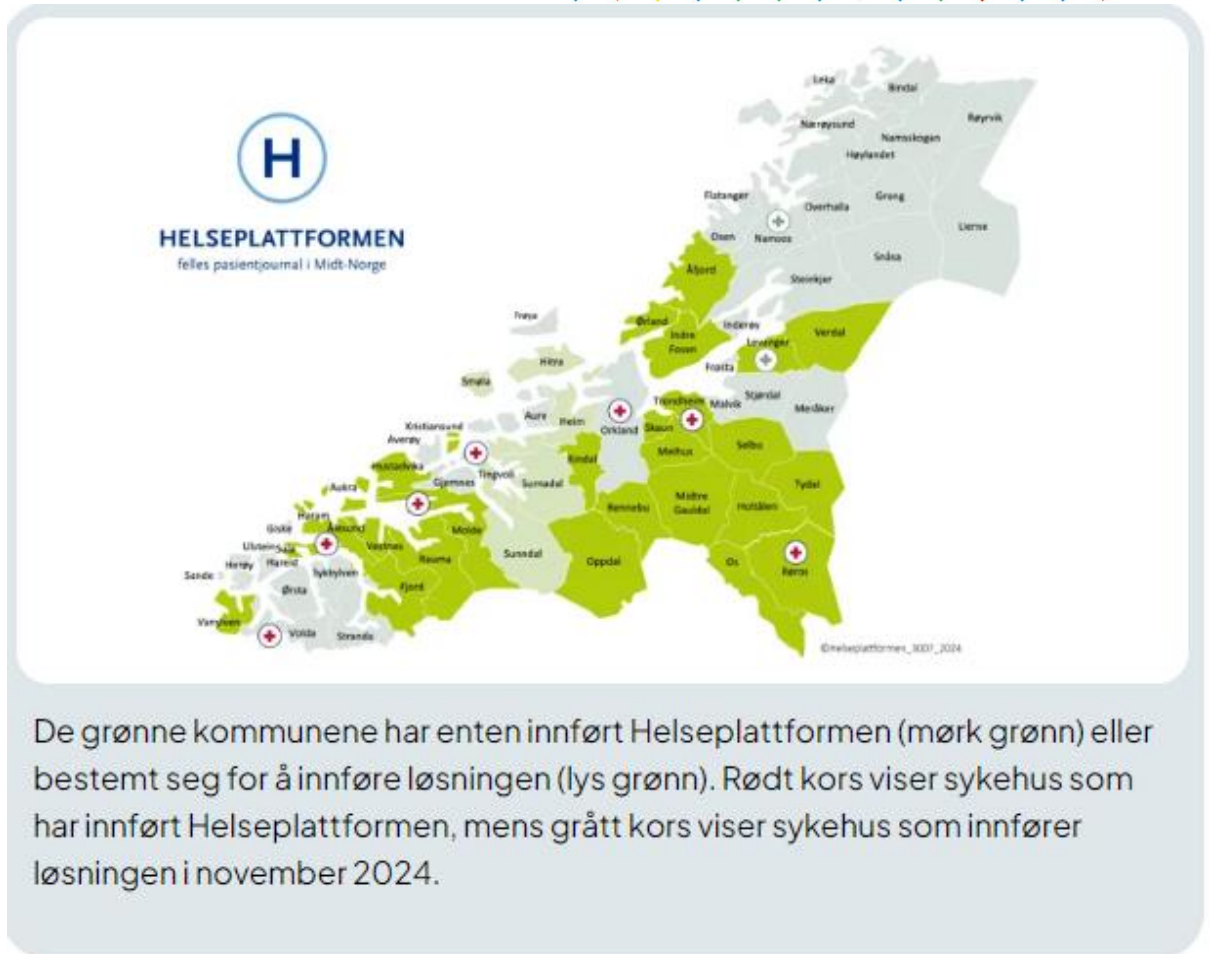 H
HELSEPLATTFORMEN
felles pasientjournal i Midt-Norge
Leka
Bindal
Nærøysund
Røyrvik
Namsskogan
Høylandet
Flatanger
Grong
Overhalla
Lierne
Osen
Namsos
Snåsa
Åfjord
Steinkjer
Frøya
Ørland
Inderøy
Verdal
Indre
Fosen
Levanger
Hitra
Frosta
Smøla
Stjørdal
Trondheim
Malvik
Meråker
Aure
Heim
Kristiansund
Orkland
Skaun
Averøy
Selbu
Melhus
Hustadvika
Rindal
Tingvoll
Gjemnes
Surnadal
Tydal
Aukra
Midtre
Gauldal
Holtålen
Rennebu
Haram
Giske
Ålesund
Molde
Vestnes
Ulstein
Sula
Sunndal
Rauma
Oppdal
Os
Røros
Hareid
Herøy
Sykkylven
Sande
Fjord
Ørsta
Vanylven
Volda
Stranda
©helseplattformen_3007_2024
De grønne kommunene har enten innført Helseplattformen (mørk grønn) eller
bestemt seg for å innføre løsningen (lys grønn). Rødt kors viser sykehus som
har innført Helseplattformen, mens grått kors viser sykehus som innfører
løsningen i november 2024.